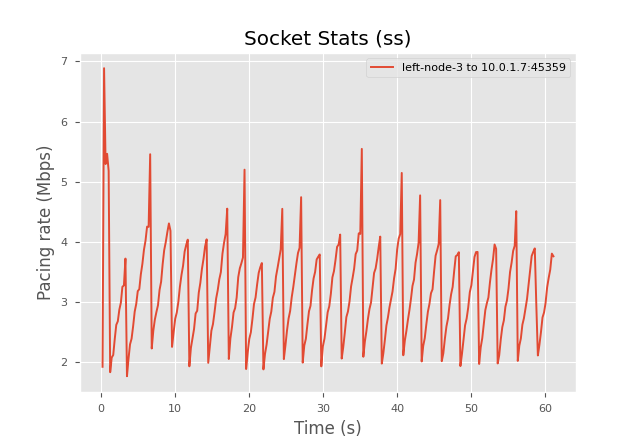 Socket Stats (ss)
left-node-3 to 10.0.1.7:45359
Pacing rate (Mbps)
7
6
5
4
3
2
0 10 20 30 40 50 60
Time (s)